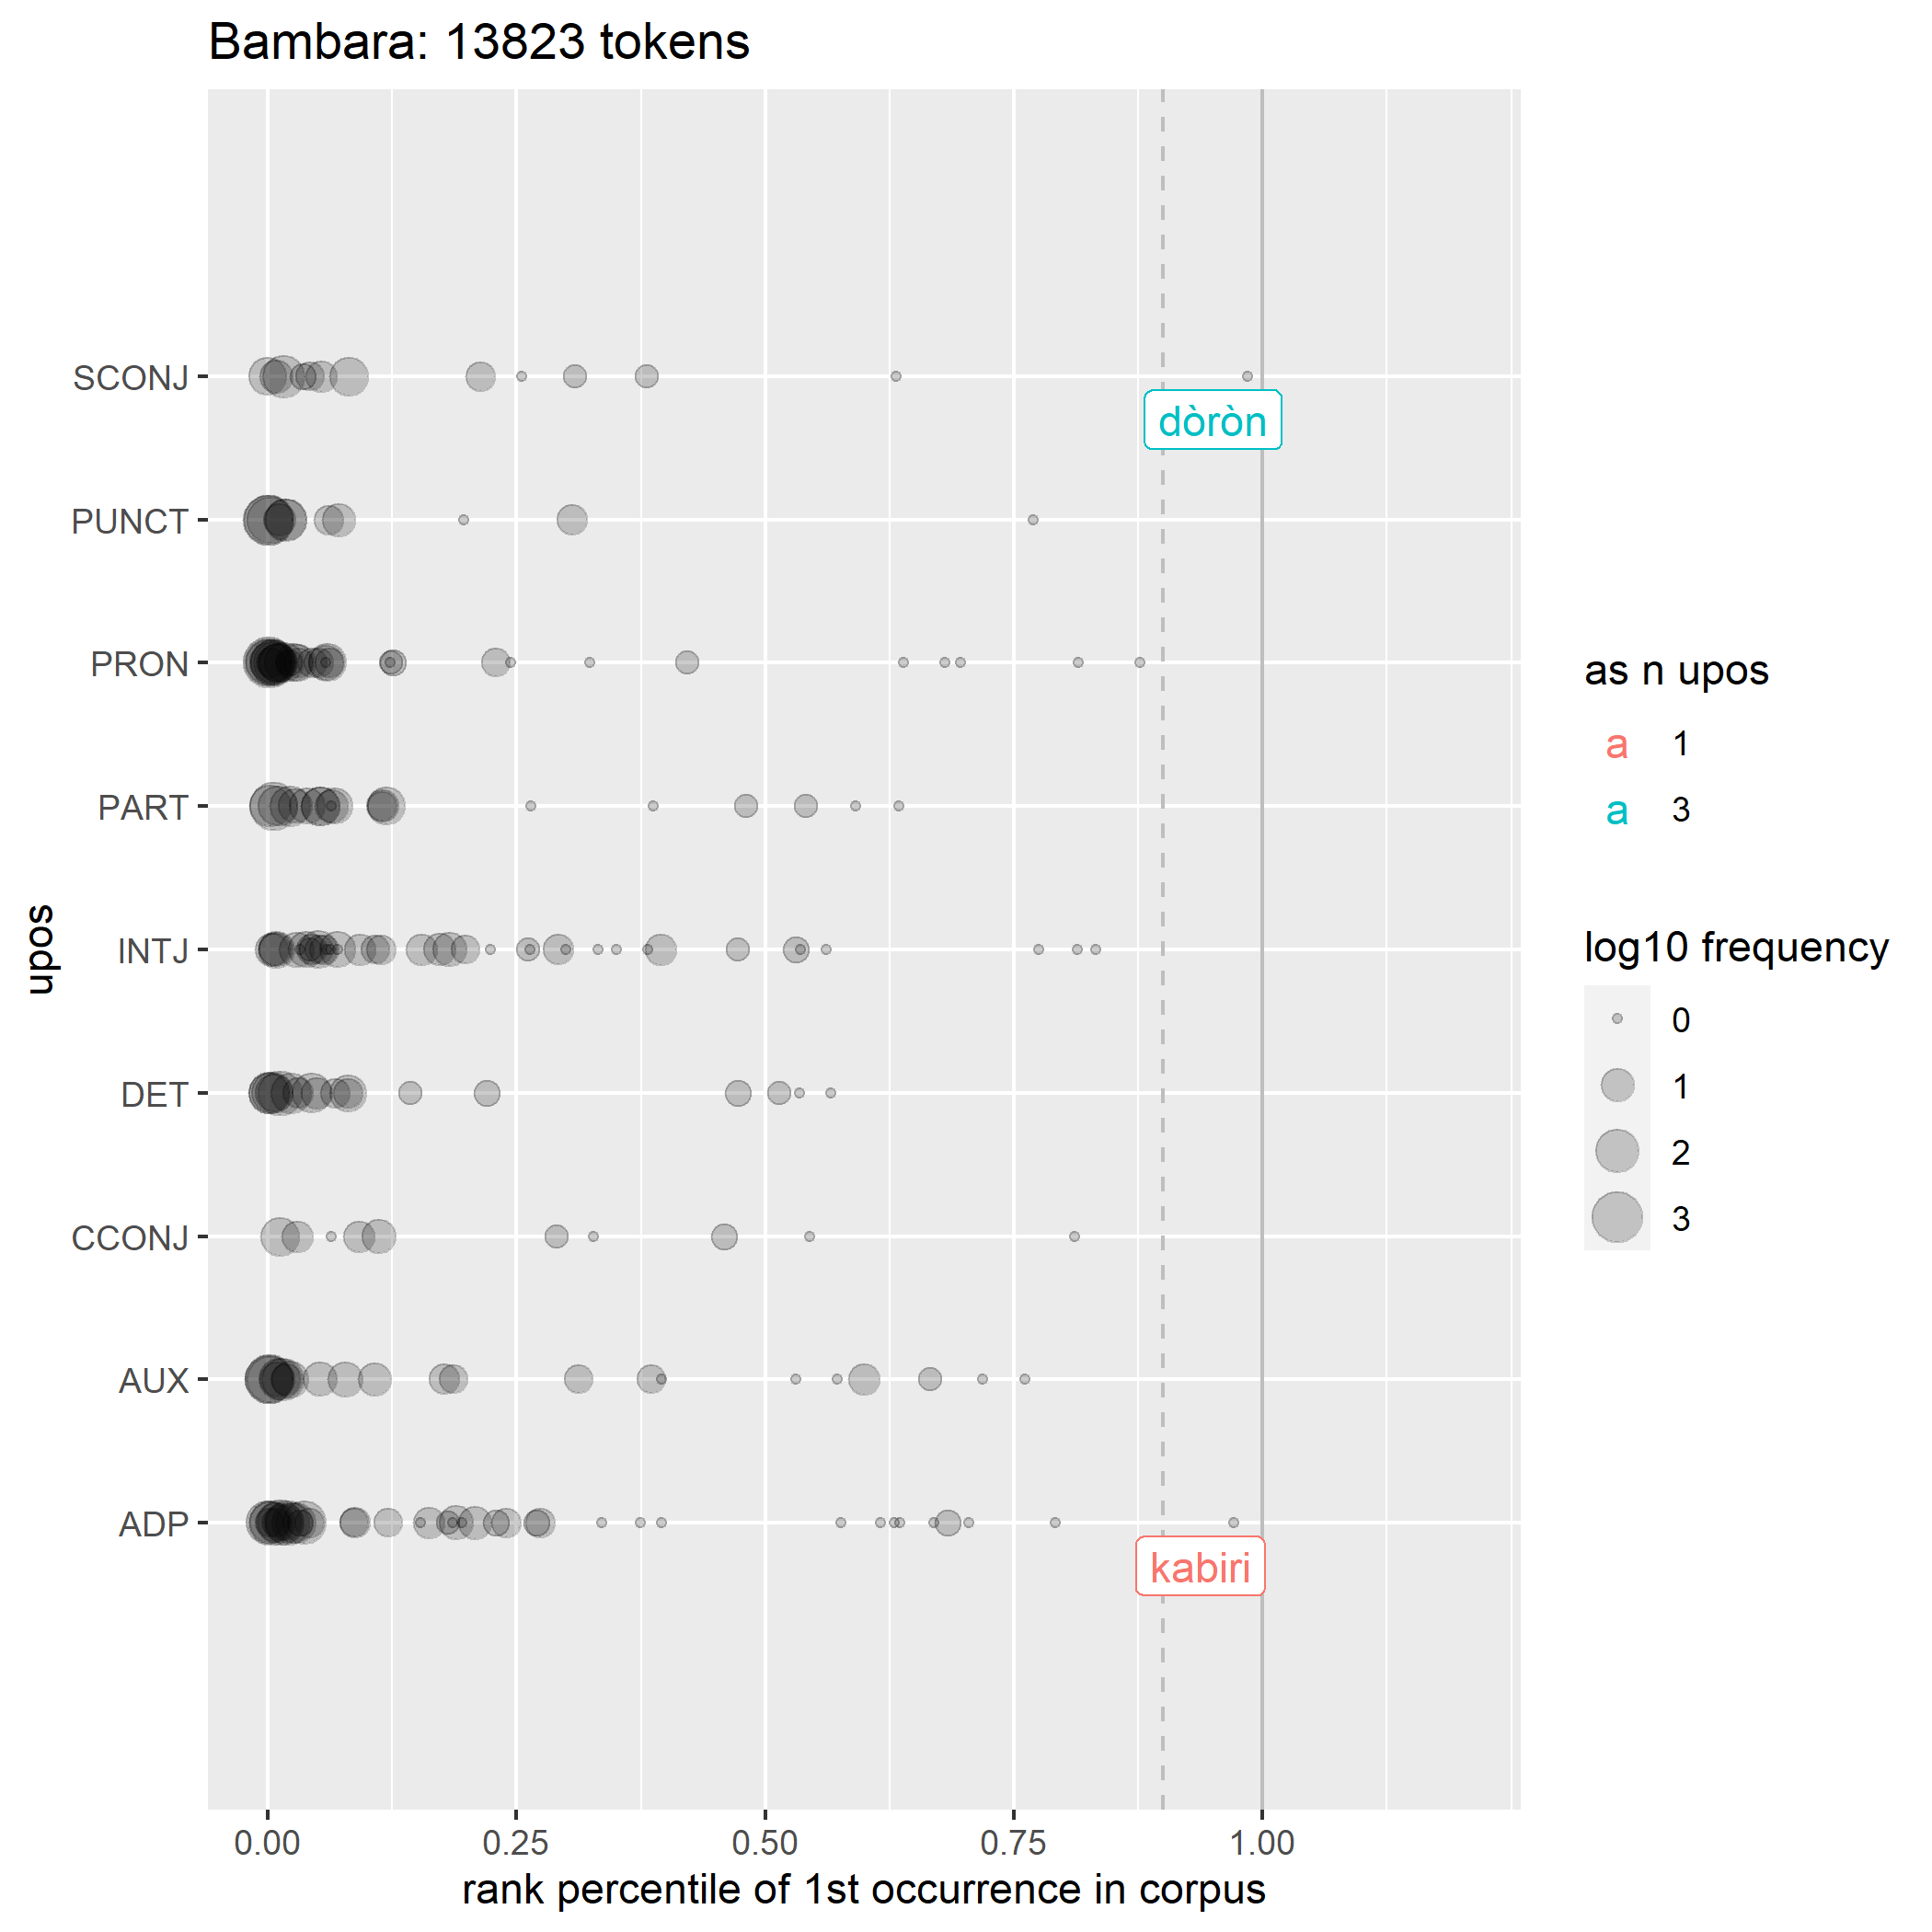 Bambara: 13823 tokens
upos
SCONJ
dòròn
PUNCT
PRON
PART
INTJ
DET
CCONJ
AUX
ADP
kabiri
0.00 0.25 0.50 0.75 1.00
rank percentile of 1st occurrence in corpus
as n upos
a 1
a 3
log10 frequency
0
1
2
3